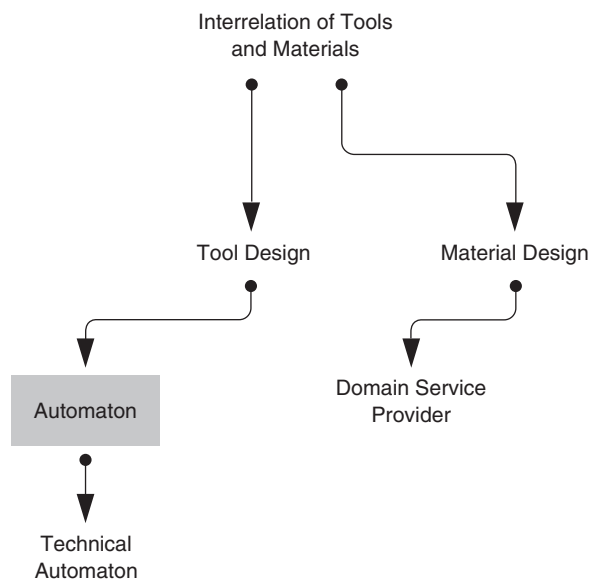 Interrelation of Tools
and Materials
Tool Design
Material Design
Automaton
Domain Service
Provider
Technical
Automaton